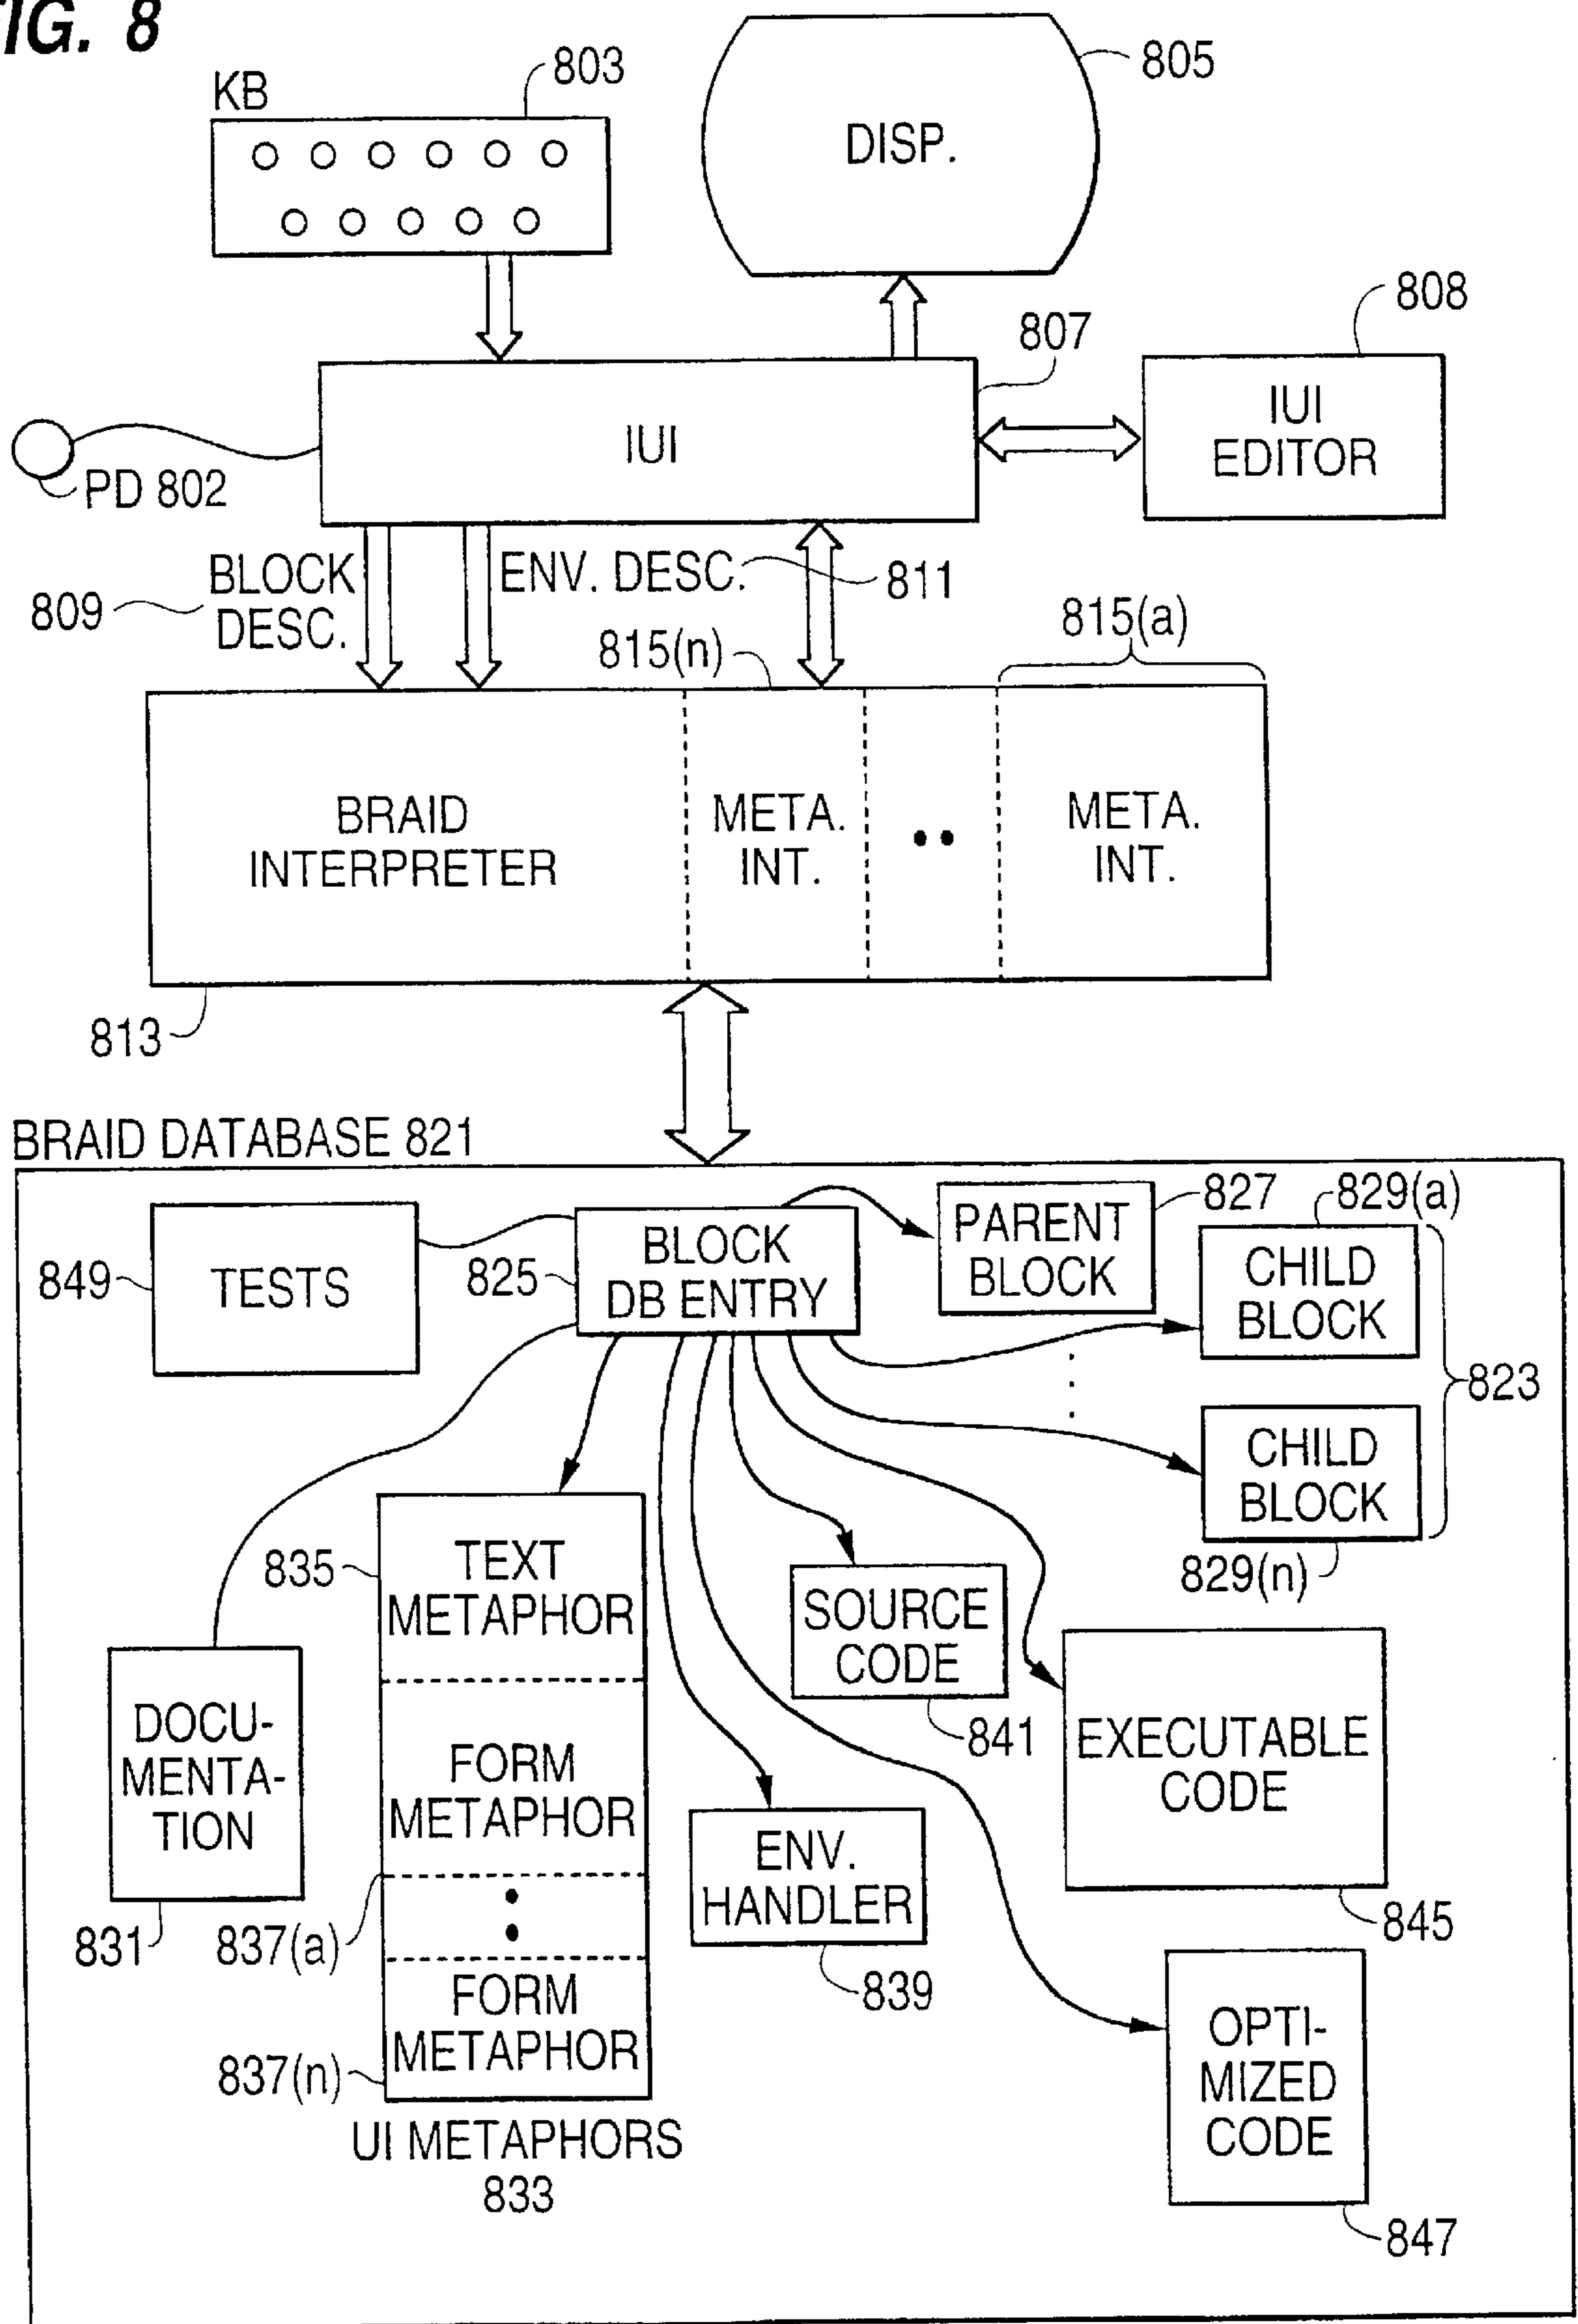 FIG. 8
KB
803
805
DISP.
808
807
IUI
IUI
EDITOR
PD 802
BLOCK
DESC.
809
ENV. DESC.
811
815(n)
815(a)
BRAID
INTERPRETER
META.
INT.
META.
INT.
813
BRAID DATABASE 821
849
TESTS
825
BLOCK
DB ENTRY
PARENT
BLOCK
827
829(a)
CHILD
BLOCK
823
CHILD
BLOCK
829(n)
835
TEXT
METAPHOR
SOURCE
CODE
841
EXECUTABLE
CODE
845
DOCU-
MENTA-
TION
831
FORM
METAPHOR
837(a)
ENV.
HANDLER
839
FORM
METAPHOR
837(n)
UI METAPHORS
833
OPTI-
MIZED
CODE
847